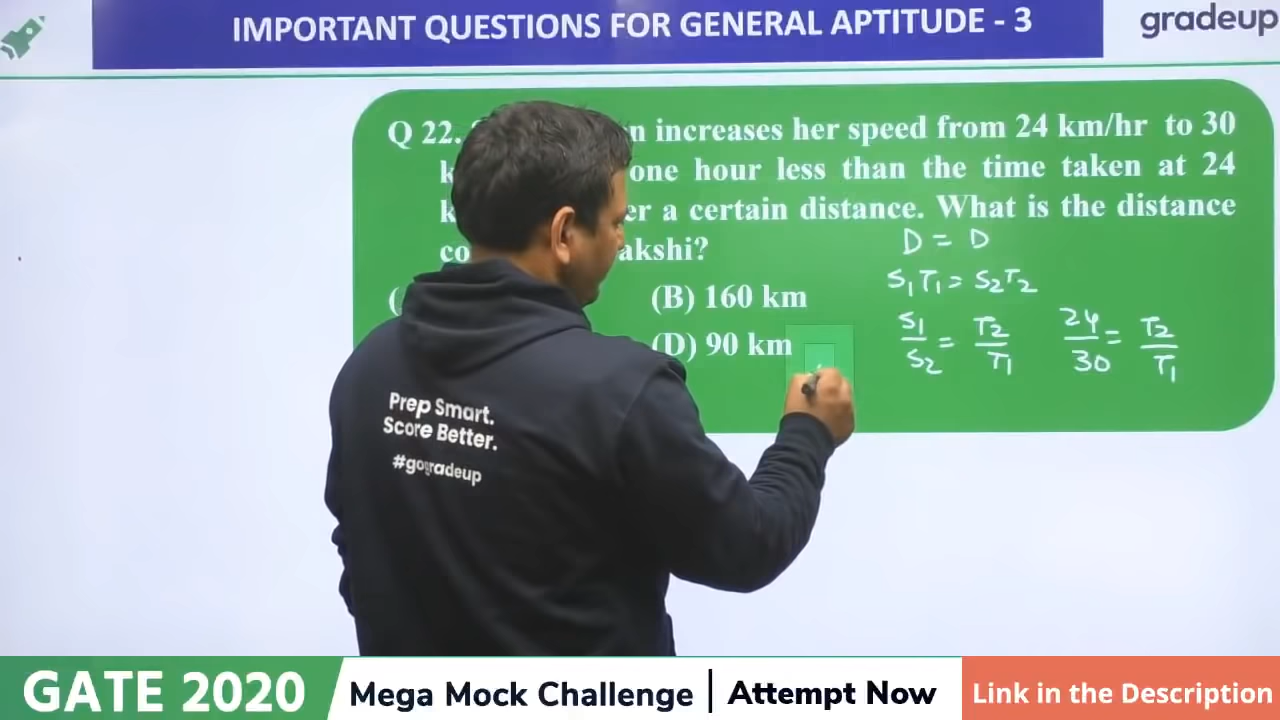 IMPORTANT QUESTIONS FOR GENERAL APTITUDE - 3
gradeup
Q 22. increases her speed from 24 km/hr to 30
one hour less than the time taken at 24
a certain distance. What is the distance
D = D
(B) 160 km
S₁T₁ = S₂T₂
(D) 90 km
S₁/S₂ = T₂/T₁ 24/30 = T₂/T₁
Prep Smart.
Score Better.
#gogradeup
GATE 2020
Mega Mock Challenge | Attempt Now
Link in the Description